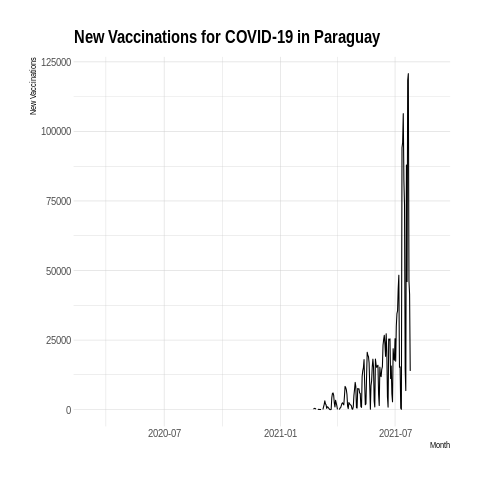 New Vaccinations for COVID-19 in Paraguay
New Vaccinations
125000
100000
75000
50000
25000
0
2020-07 2021-01 2021-07
Month